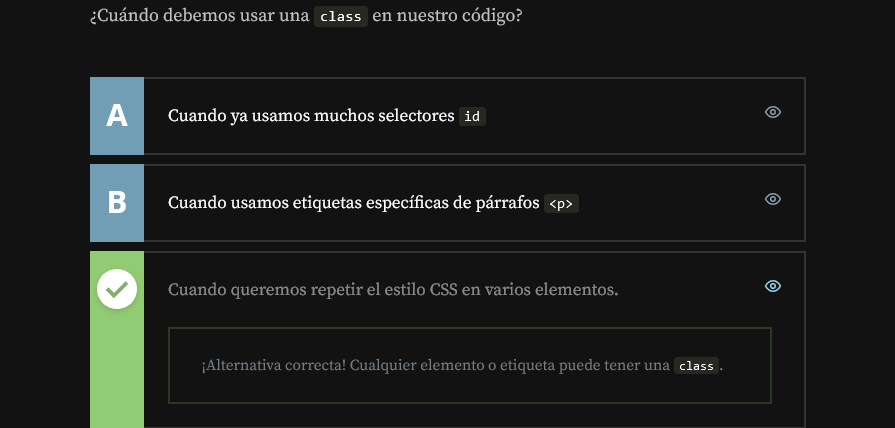 ¿Cuándo debemos usar una class en nuestro código?
A
Cuando ya usamos muchos selectores id
B
Cuando usamos etiquetas específicas de párrafos <p>
Cuando queremos repetir el estilo CSS en varios elementos.
¡Alternativa correcta! Cualquier elemento o etiqueta puede tener una class.